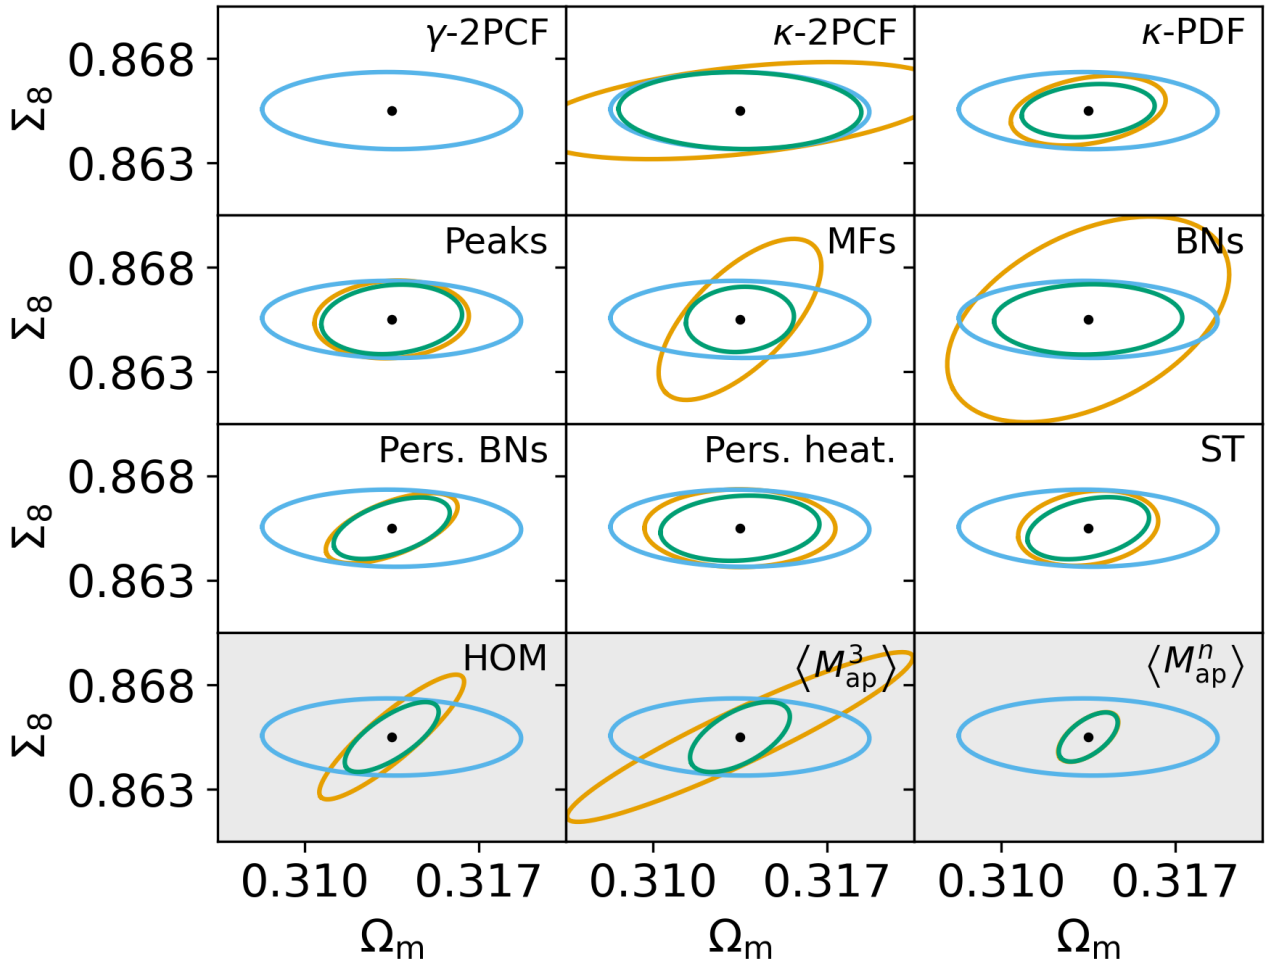 γ-2PCF κ-2PCF κ-PDF
0.868
Σ₈
0.863
Peaks MFs BNs
0.868
Σ₈
0.863
Pers. BNs Pers. heat. ST
0.868
Σ₈
0.863
HOM ⟨M³ₐₚ⟩ ⟨Mⁿₐₚ⟩
0.868
Σ₈
0.863
0.310 0.317 0.310 0.317 0.310 0.317
Ωₘ Ωₘ Ωₘ